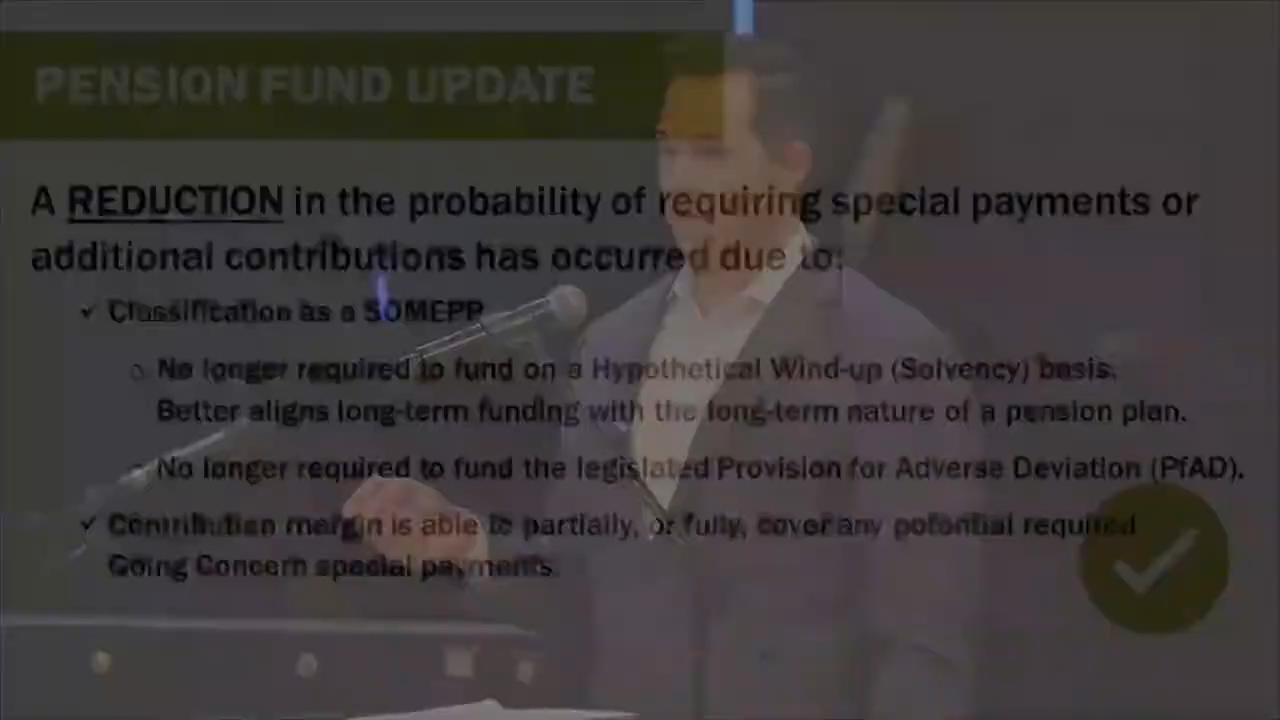 PENSION FUND UPDATE
A REDUCTION in the probability of requiring special payments or
additional contributions has occurred due to:
✓ Classification as a SOMEPP
o No longer required to fund on a Hypothetical Wind-up (Solvency) basis.
Better aligns long-term funding with the long-term nature of a pension plan.
o No longer required to fund the legislated Provision for Adverse Deviation (PfAD).
✓ Contribution margin is able to partially, or fully, cover any potential required
Going Concern special payments.